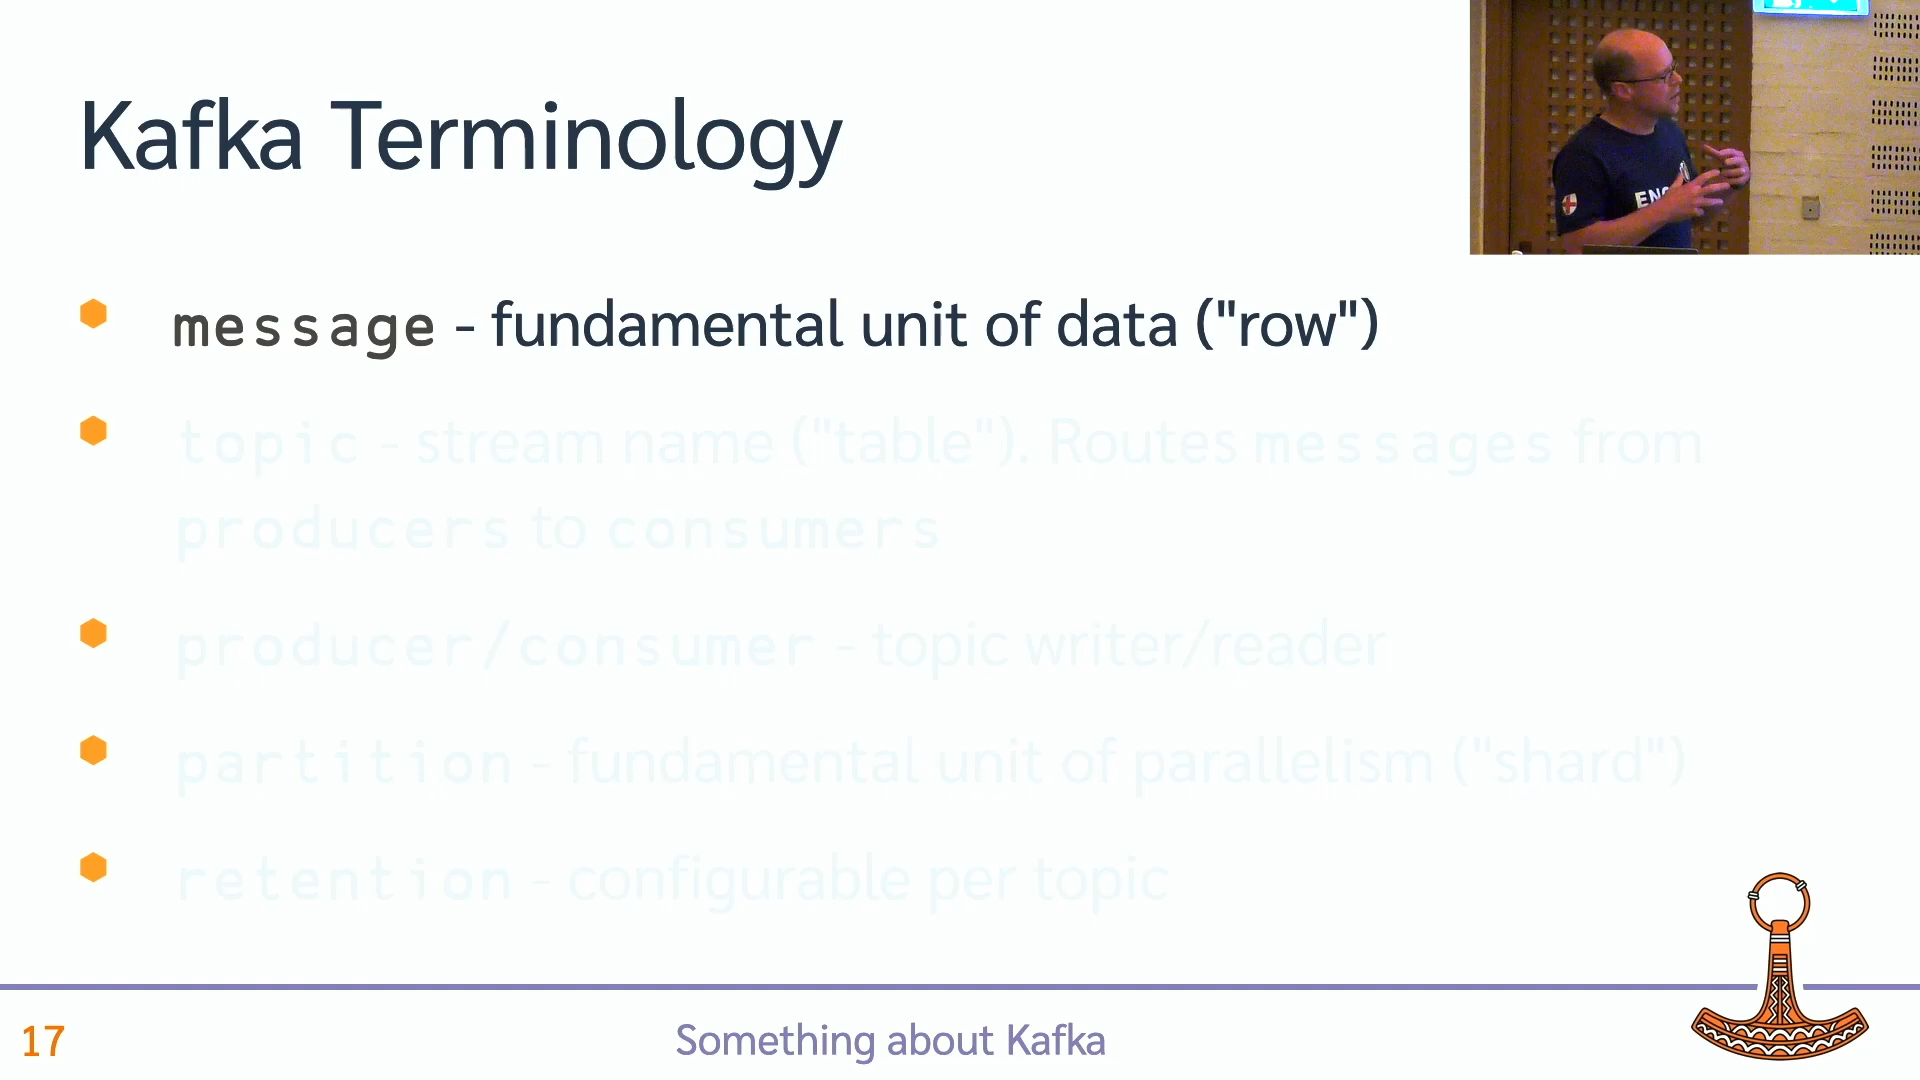 Kafka Terminology
message - fundamental unit of data ("row")
topic - stream name ("table"). Routes messages from
producers to consumers
producer/consumer - topic writer/reader
partition - fundamental unit of parallelism ("shard")
retention - configurable per topic
17
Something about Kafka